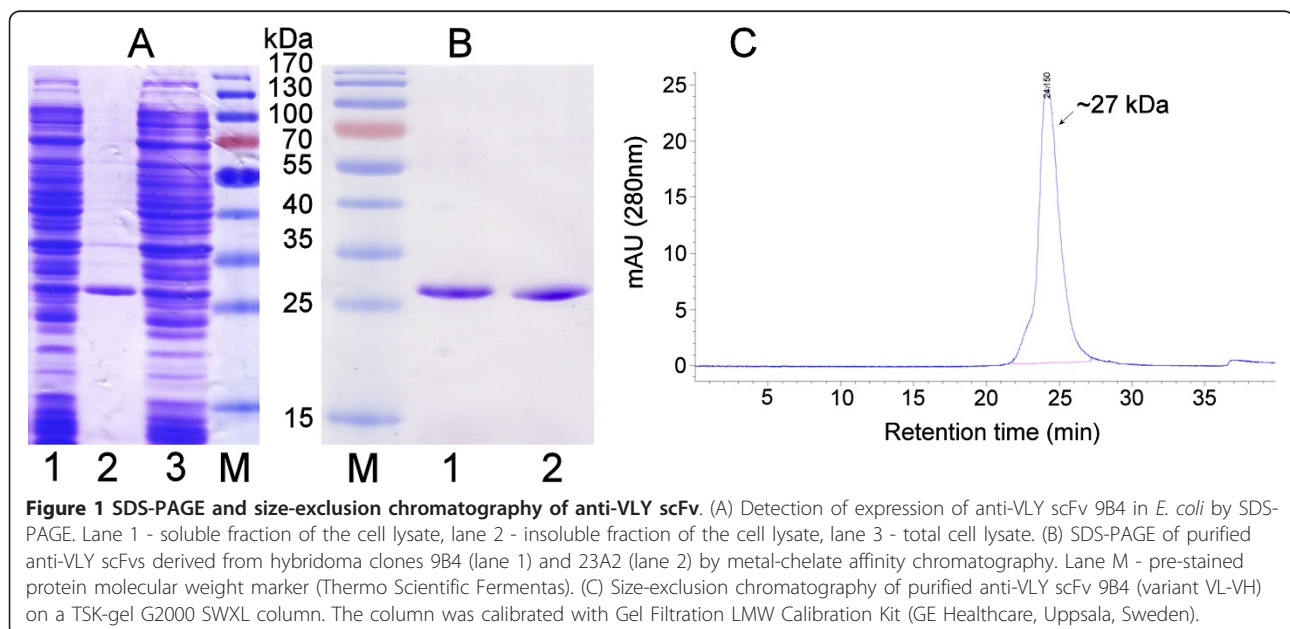 A
B
C
kDa
170
130
100
70
55
40
35
25
15
1 2 3 M
M 1 2
25
20
15
10
5
0
mAU (280nm)
24.150
~27 kDa
5 10 15 20 25 30 35
Retention time (min)
Figure 1 SDS-PAGE and size-exclusion chromatography of anti-VLY scFv. (A) Detection of expression of anti-VLY scFv 9B4 in E. coli by SDS-
PAGE. Lane 1 - soluble fraction of the cell lysate, lane 2 - insoluble fraction of the cell lysate, lane 3 - total cell lysate. (B) SDS-PAGE of purified
anti-VLY scFvs derived from hybridoma clones 9B4 (lane 1) and 23A2 (lane 2) by metal-chelate affinity chromatography. Lane M - pre-stained
protein molecular weight marker (Thermo Scientific Fermentas). (C) Size-exclusion chromatography of purified anti-VLY scFv 9B4 (variant VL-VH)
on a TSK-gel G2000 SWXL column. The column was calibrated with Gel Filtration LMW Calibration Kit (GE Healthcare, Uppsala, Sweden).